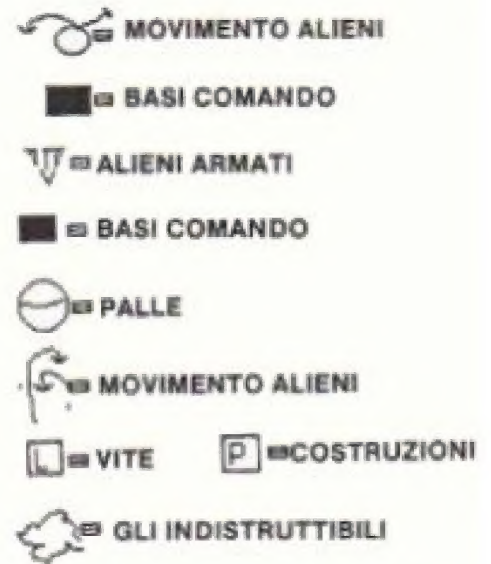 = MOVIMENTO ALIENI
= BASI COMANDO
= ALIENI ARMATI
= BASI COMANDO
= PALLE
= MOVIMENTO ALIENI
L = VITE P = COSTRUZIONI
= GLI INDISTRUTTIBILI